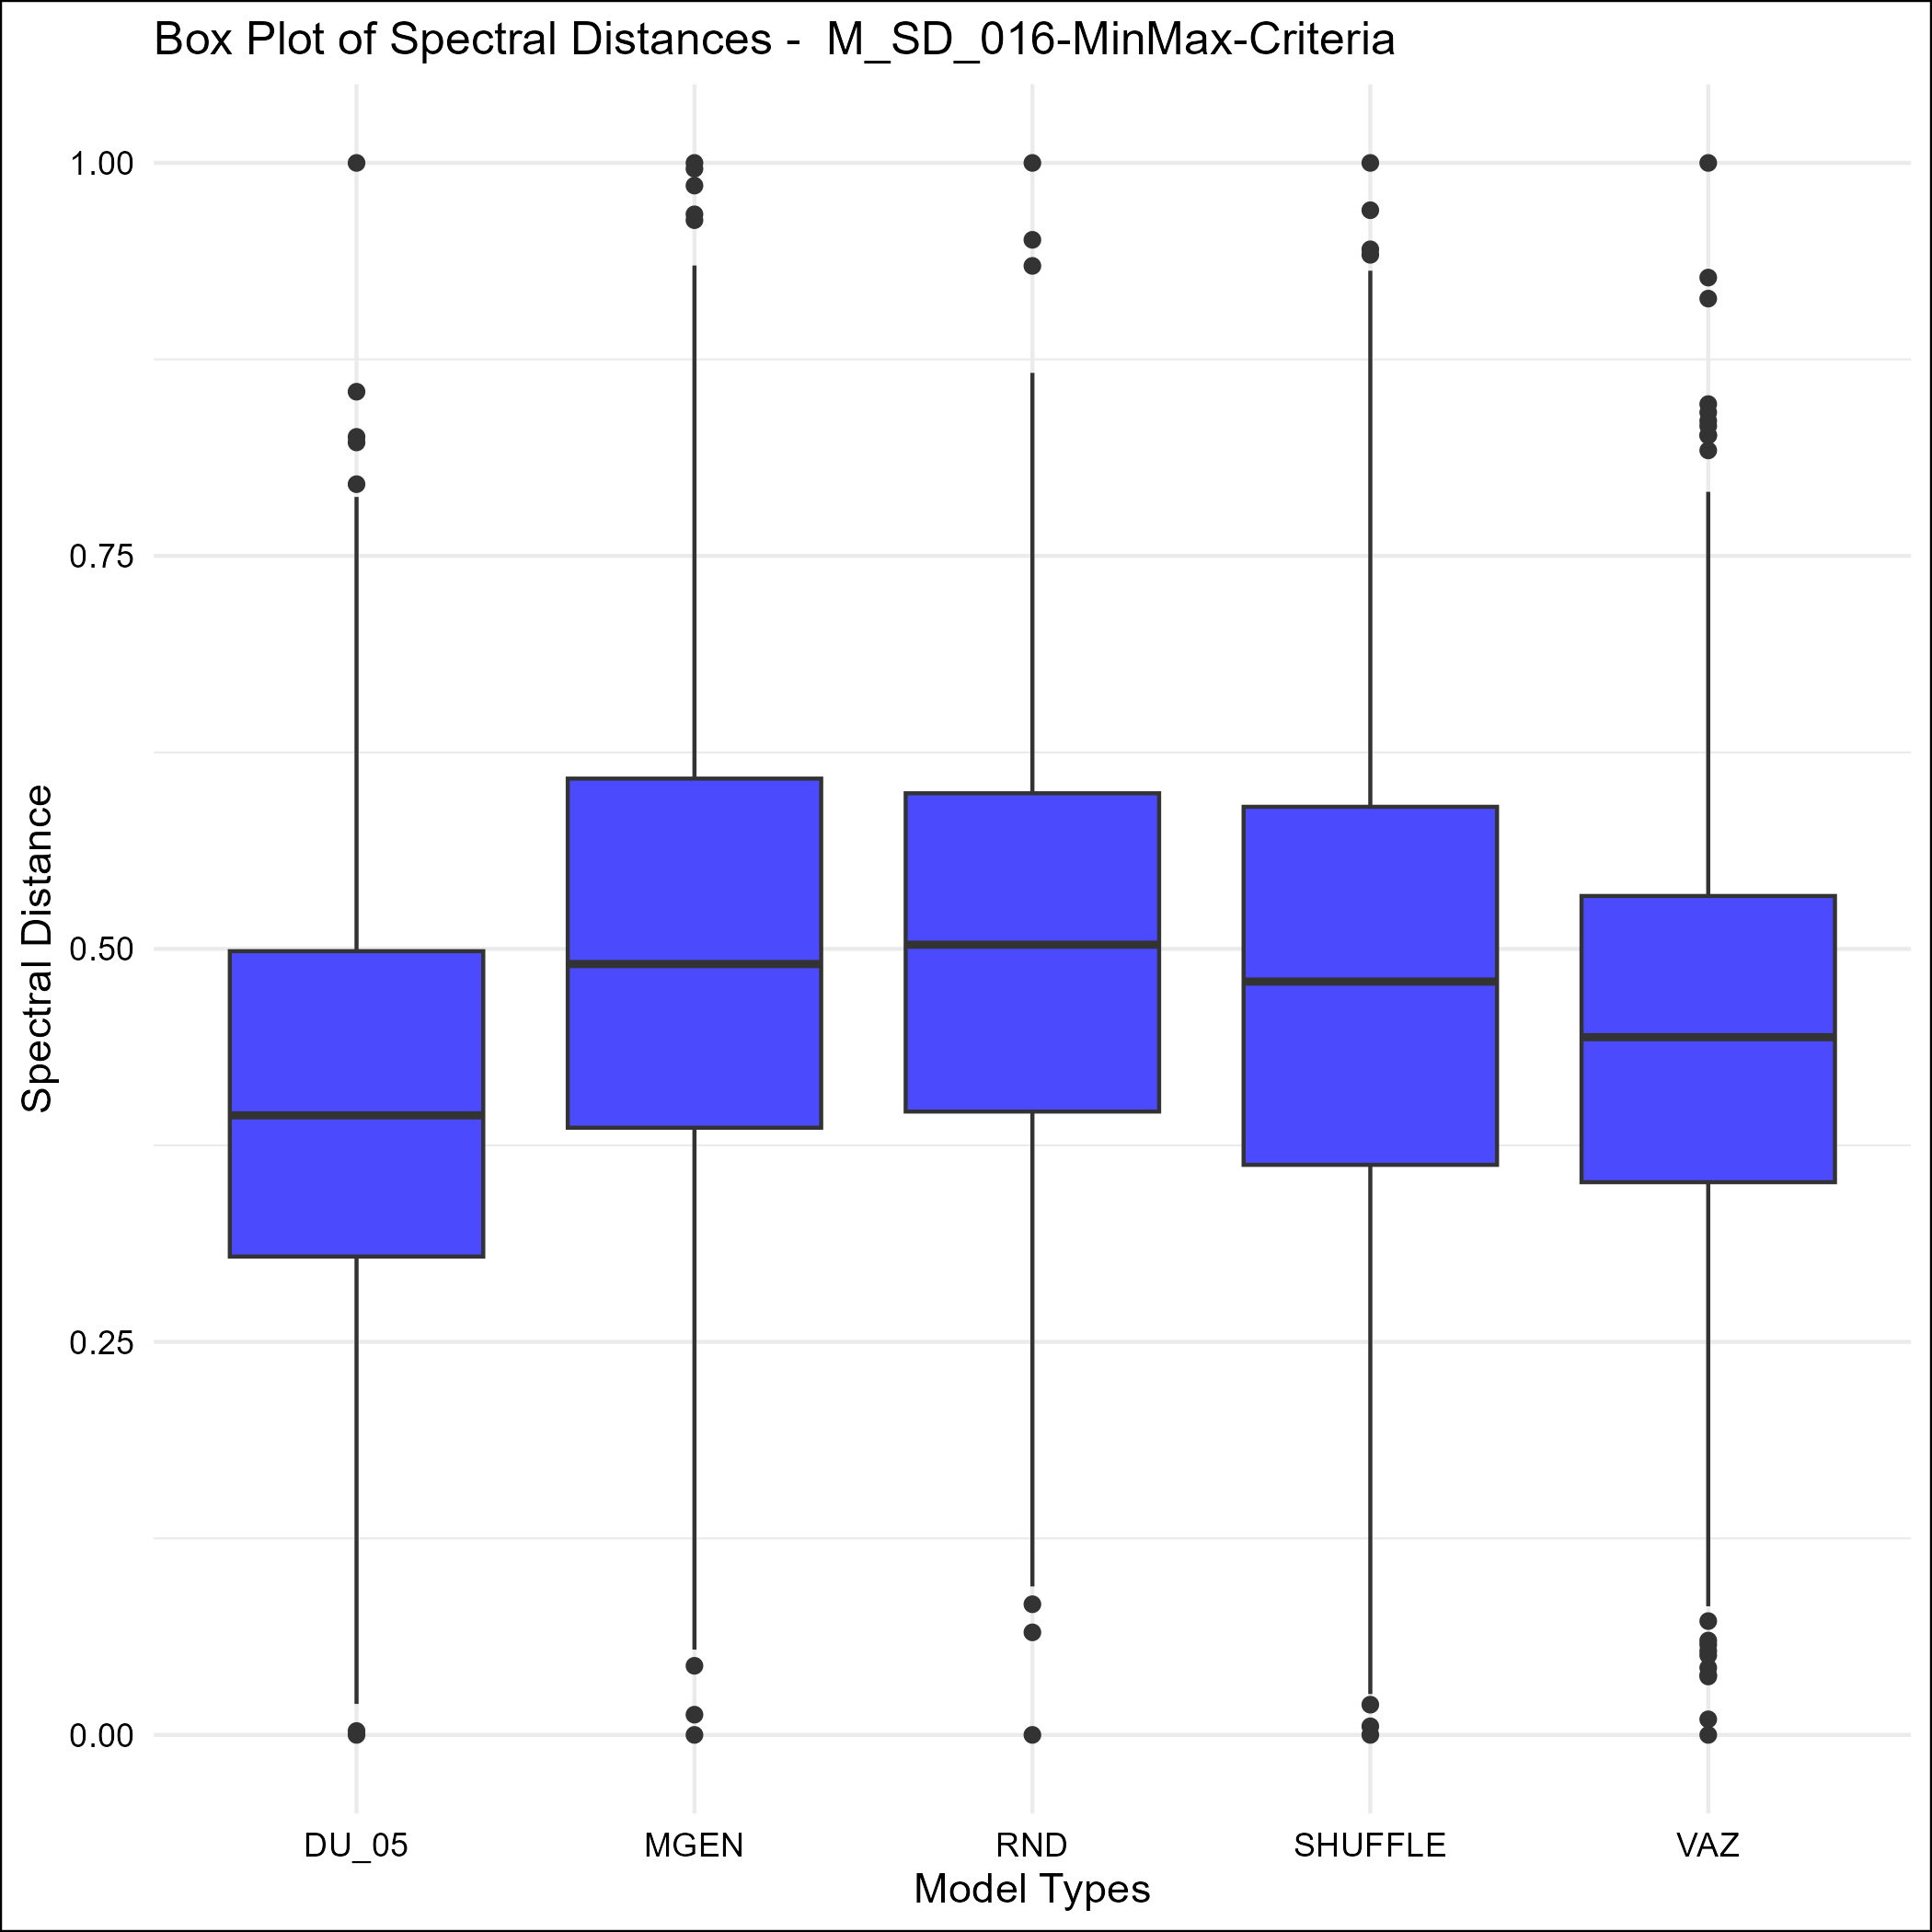 Box Plot of Spectral Distances -  M_SD_016-MinMax-Criteria
1.00
0.75
0.50
0.25
0.00
Spectral Distance
DU_05 MGEN RND SHUFFLE VAZ
Model Types